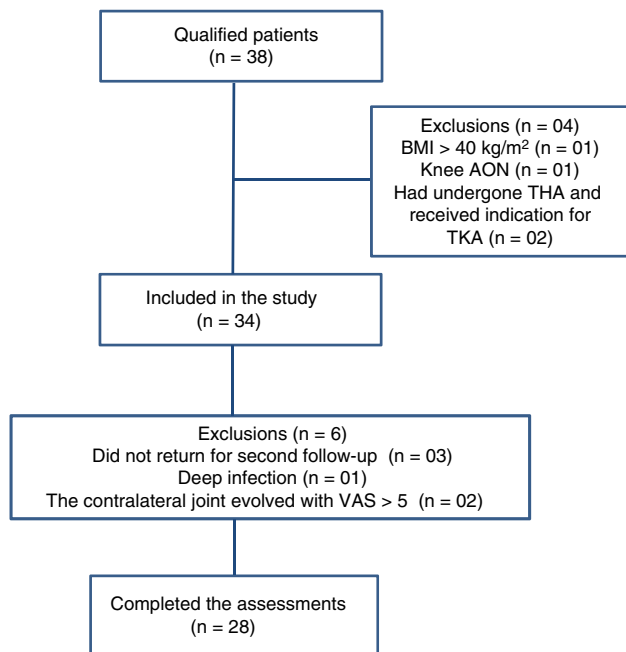 Qualified patients
(n = 38)
Exclusions (n = 04)
BMI > 40 kg/m² (n = 01)
Knee AON (n = 01)
Had undergone THA and
received indication for
TKA (n = 02)
Included in the study
(n = 34)
Exclusions (n = 6)
Did not return for second follow-up (n = 03)
Deep infection (n = 01)
The contralateral joint evolved with VAS > 5 (n = 02)
Completed the assessments
(n = 28)